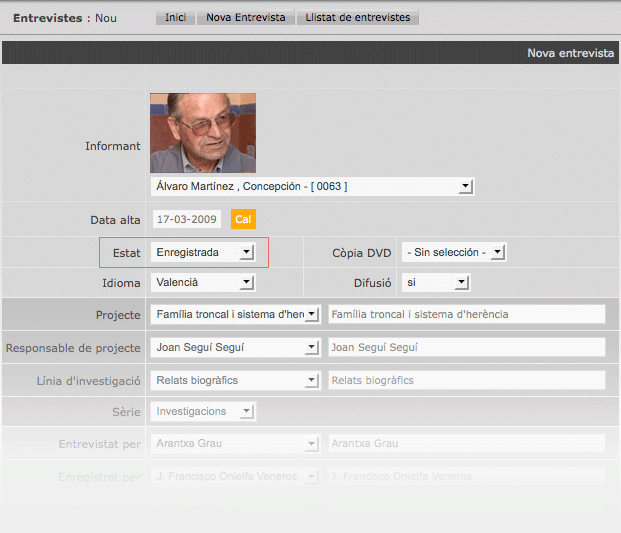 Entrevistes : Nou Inici Nova Entrevista Llistat de entrevistes
Nova entrevista
Informant
Álvaro Martínez , Concepción - [ 0063 ]
Data alta 17-03-2009 Cal
Estat Enregistrada Còpia DVD - Sin selección -
Idioma Valencià Difusió si
Projecte Família troncal i sistema d'herè Família troncal i sistema d'herència
Responsable de projecte Joan Seguí Seguí Joan Seguí Seguí
Línia d'investigació Relats biogràfics Relats biogràfics
Sèrie Investigacions
Entrevistat per Arantxa Grau Arantxa Grau
Enregistrat per J. Francisco Onielfa Veneros J. Francisco Onielfa Veneros